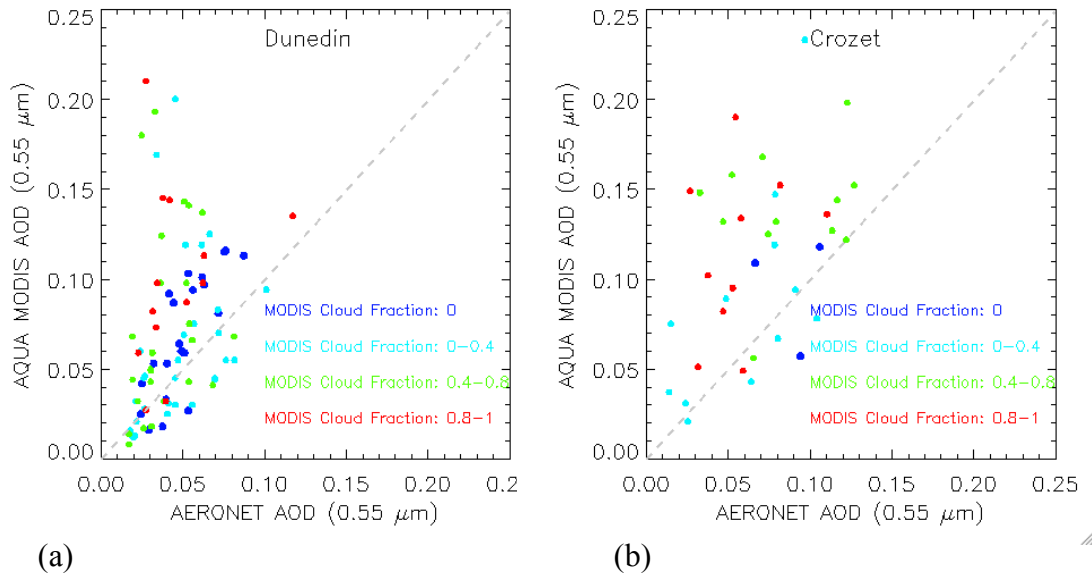 Dunedin
AQUA MODIS AOD (0.55 μm)
0.25
0.20
0.15
0.10
0.05
0.00
MODIS Cloud Fraction: 0
MODIS Cloud Fraction: 0-0.4
MODIS Cloud Fraction: 0.4-0.8
MODIS Cloud Fraction: 0.8-1
0.00 0.05 0.10 0.15 0.20 0.2
AERONET AOD (0.55 μm)
(a)
Crozet
AQUA MODIS AOD (0.55 μm)
0.25
0.20
0.15
0.10
0.05
0.00
MODIS Cloud Fraction: 0
MODIS Cloud Fraction: 0-0.4
MODIS Cloud Fraction: 0.4-0.8
MODIS Cloud Fraction: 0.8-1
0.00 0.05 0.10 0.15 0.20 0.25
AERONET AOD (0.55 μm)
(b)